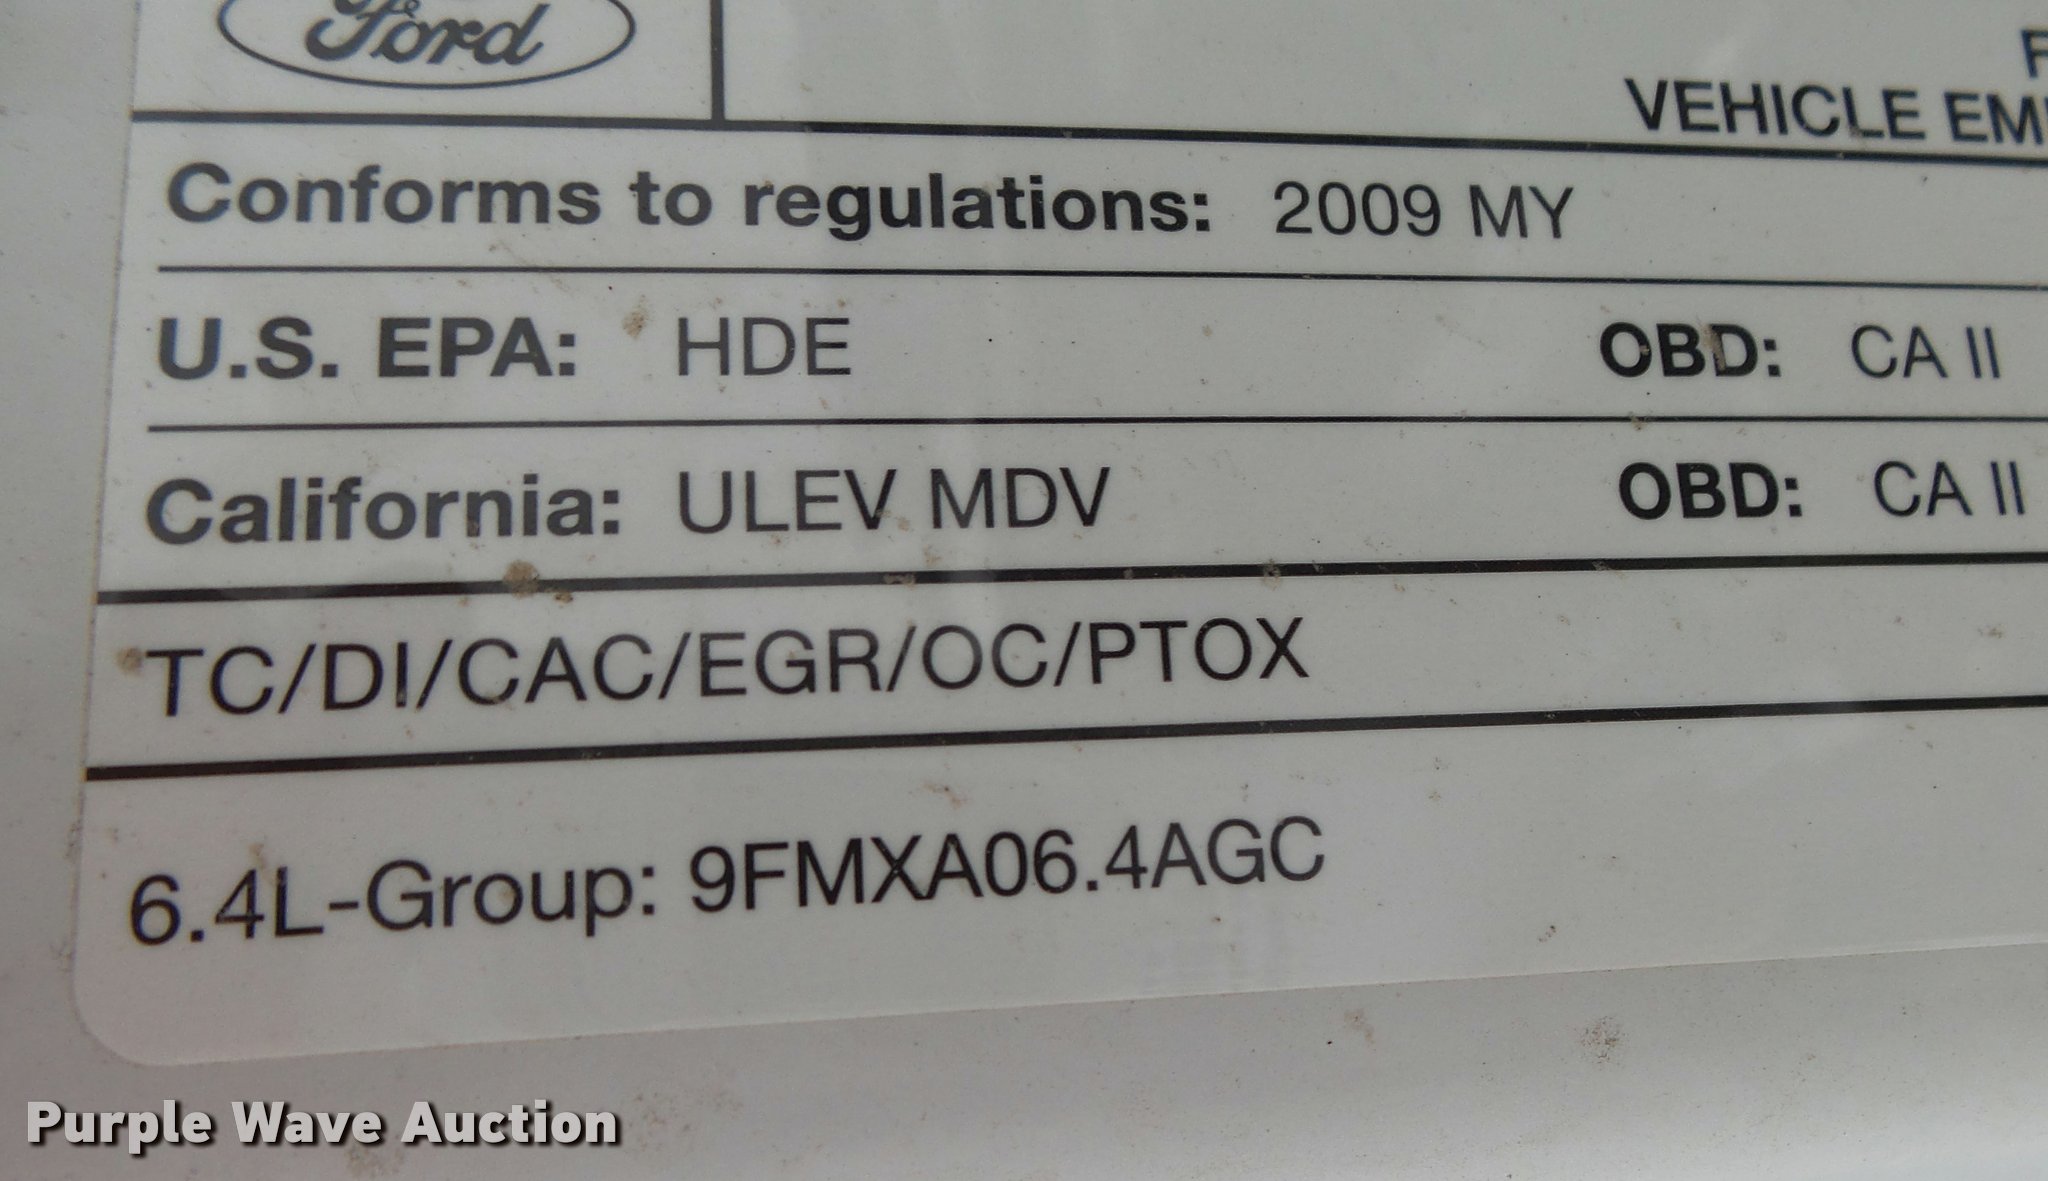 Ford
VEHICLE
Conforms to regulations: 2009 MY
U.S. EPA: HDE OBD: CA II
California: ULEV MDV OBD: CA II
TC/DI/CAC/EGR/OC/PTOX
6.4L-Group: 9FMXA06.4AGC
Purple Wave Auction